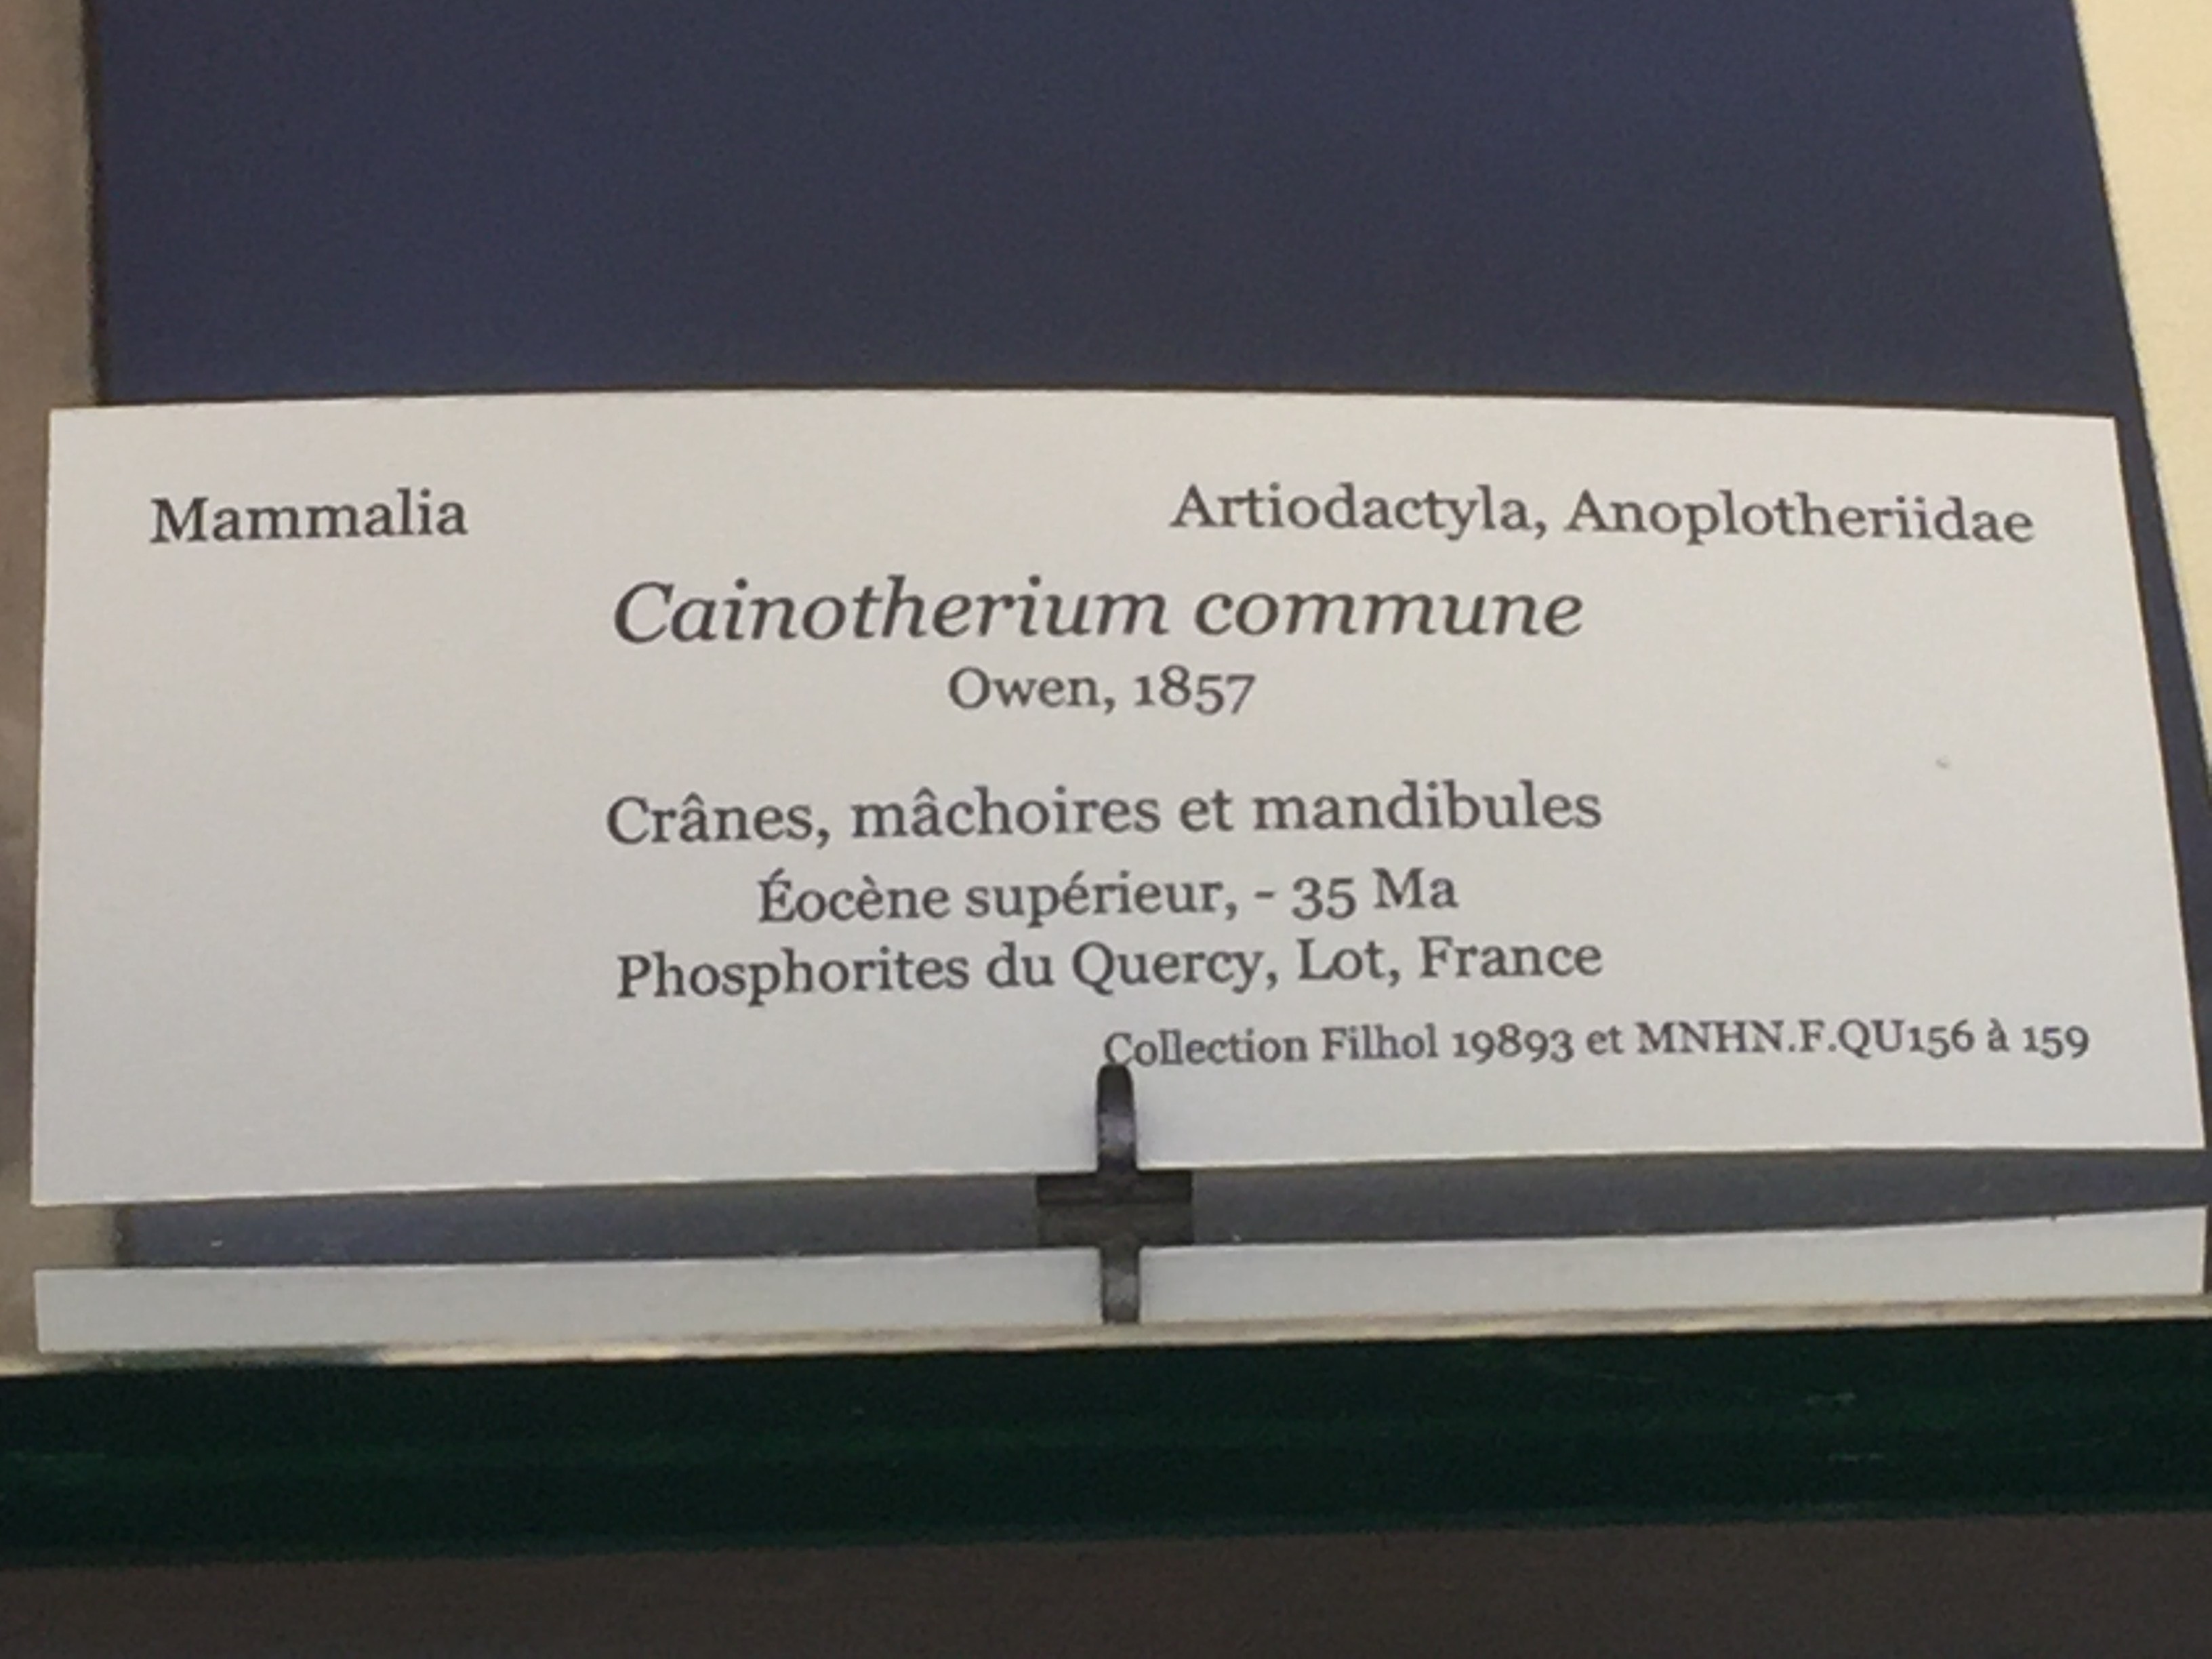 Mammalia Artiodactyla, Anoplotheriidae
Cainotherium commune
Owen, 1857
Crânes, mâchoires et mandibules
Éocène supérieur, - 35 Ma
Phosphorites du Quercy, Lot, France
Collection Filhol 19893 et MNHN.F.QU156 à 159